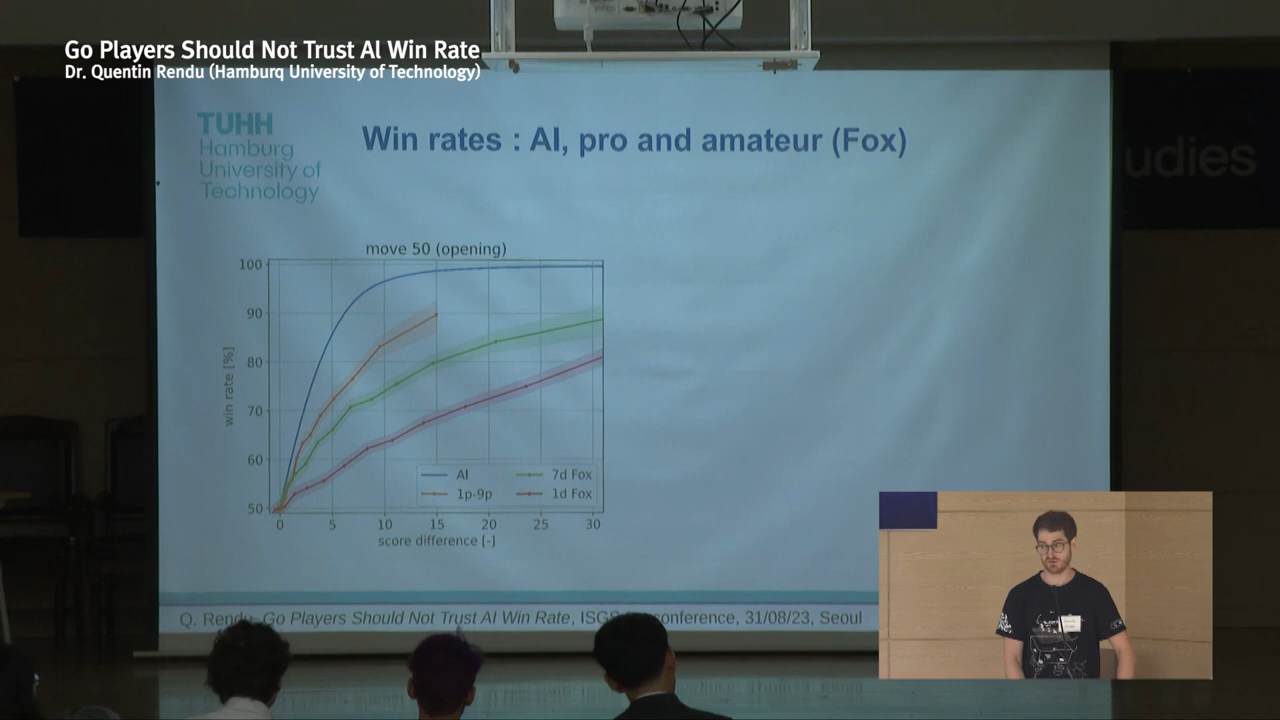 Go Players Should Not Trust AI Win Rate
Dr. Quentin Rendu (Hamburg University of Technology)
udies
TUHH
Hamburg
University of
Technology
Win rates : AI, pro and amateur (Fox)
move 50 (opening)
100
90
80
70
60
50
win rate [%]
0 5 10 15 20 25 30
score difference [-]
AI
1p-9p
7d Fox
1d Fox
Q. Rendu, Go Players Should Not Trust AI Win Rate, ISGS conference, 31/08/23, Seoul